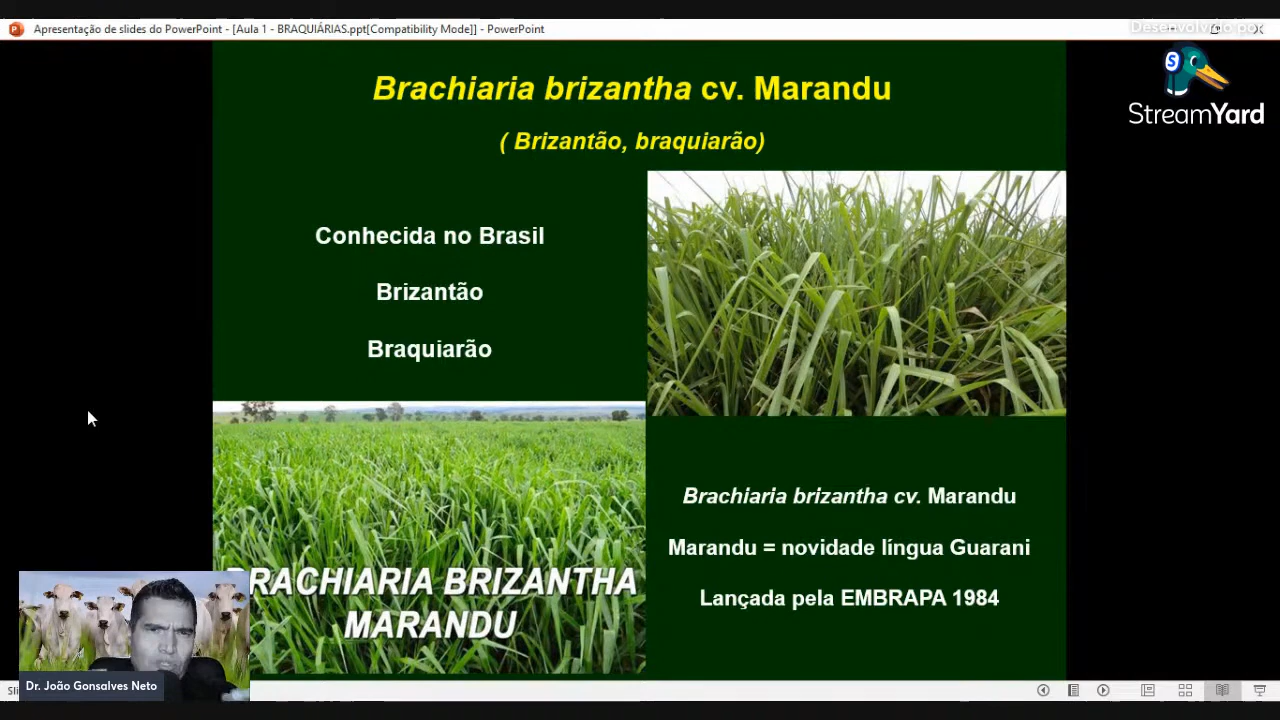 Apresentação de slides do PowerPoint - [Aula 1 - BRAQUIÁRIAS.ppt[Compatibility Mode]] - PowerPoint
Desenvolvido por
StreamYard
Brachiaria brizantha cv. Marandu
( Brizantão, braquiarão)
Conhecida no Brasil
Brizantão
Braquiarão
BRACHIARIA BRIZANTHA
MARANDU
Brachiaria brizantha cv. Marandu
Marandu = novidade língua Guarani
Lançada pela EMBRAPA 1984
Dr. João Gonsalves Neto